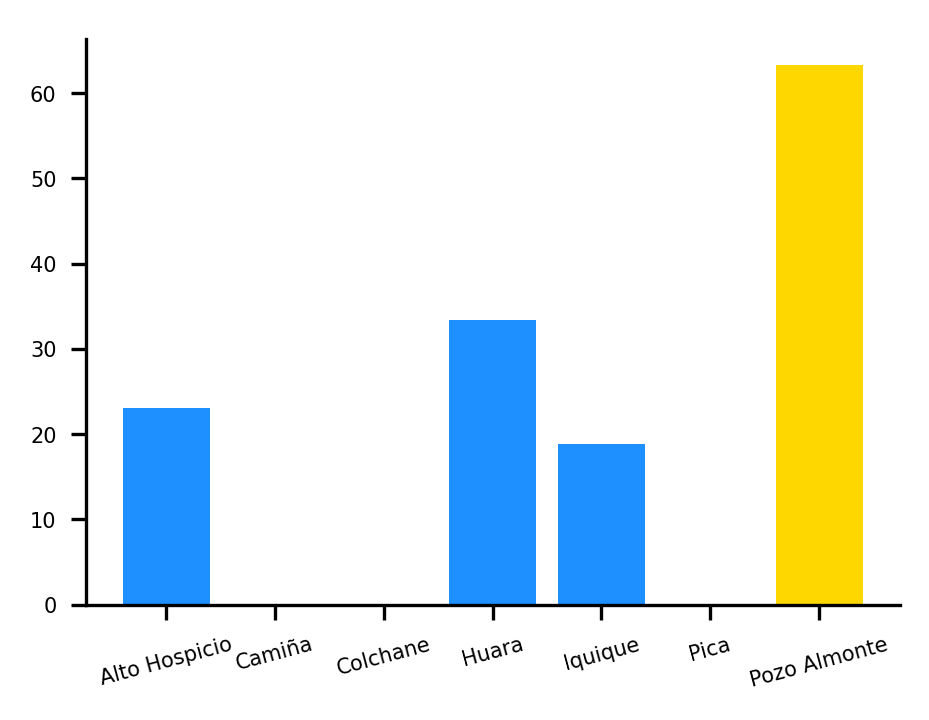 60
50
40
30
20
10
0
Alto Hospicio
Camiña
Colchane
Huara
Iquique
Pica
Pozo Almonte